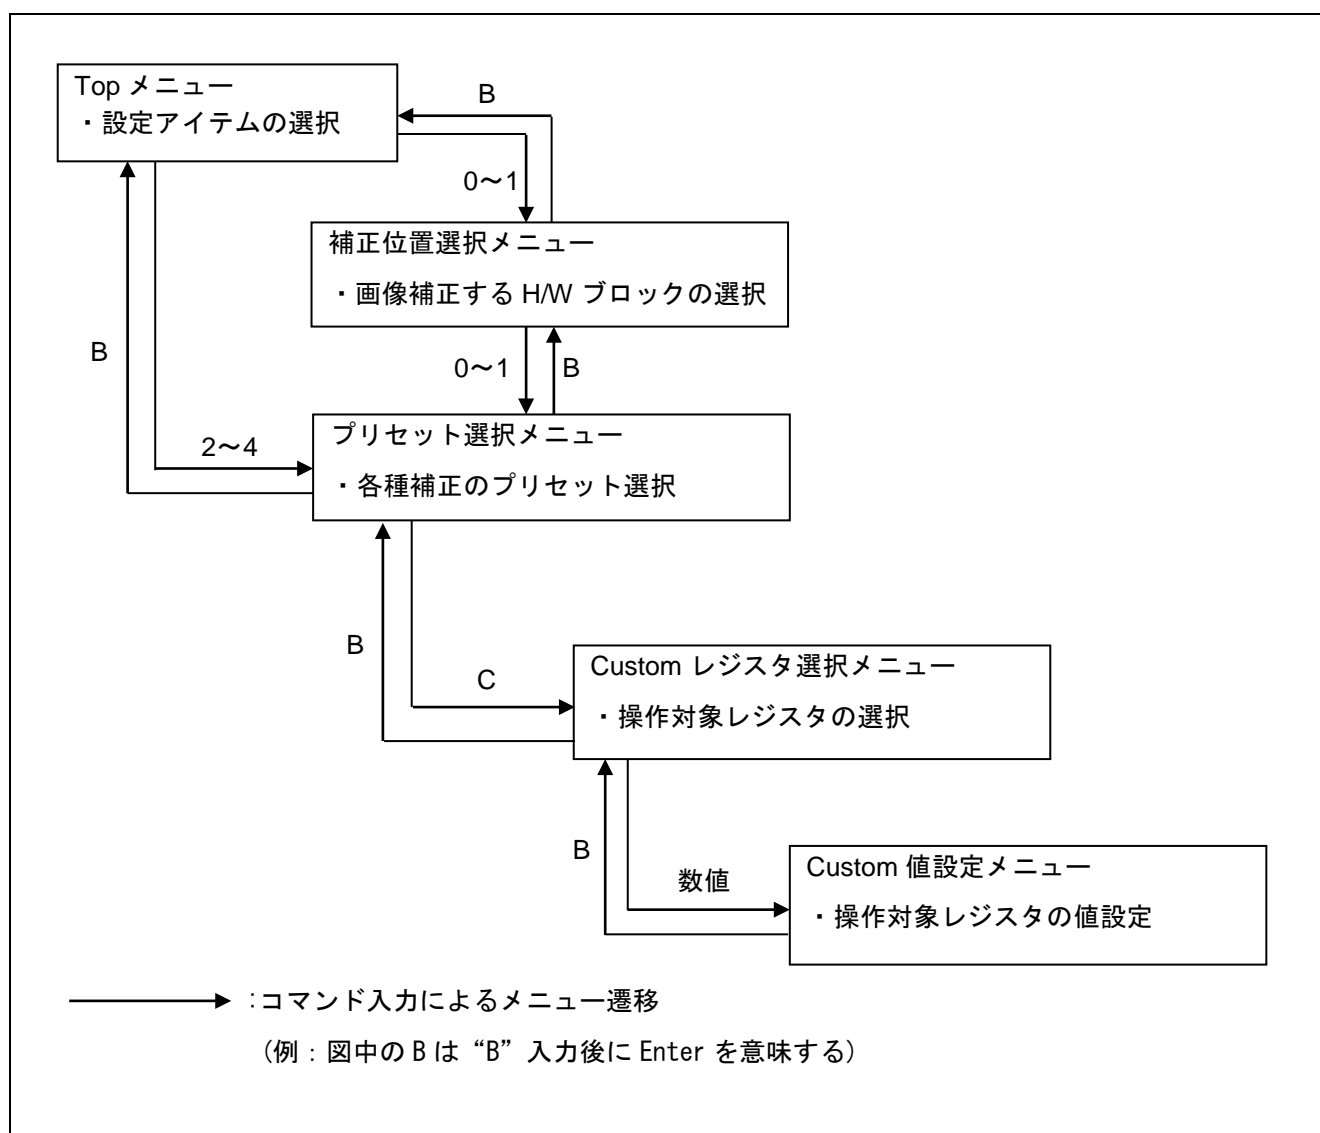 Top メニュー
・設定アイテムの選択
B
0～1
補正位置選択メニュー
・画像補正する H/W ブロックの選択
B
0～1
B
プリセット選択メニュー
2～4
・各種補正のプリセット選択
B
Custom レジスタ選択メニュー
C
・操作対象レジスタの選択
B
Custom 値設定メニュー
数値
・操作対象レジスタの値設定
:コマンド入力によるメニュー遷移
(例：図中の B は “B” 入力後に Enter を意味する)